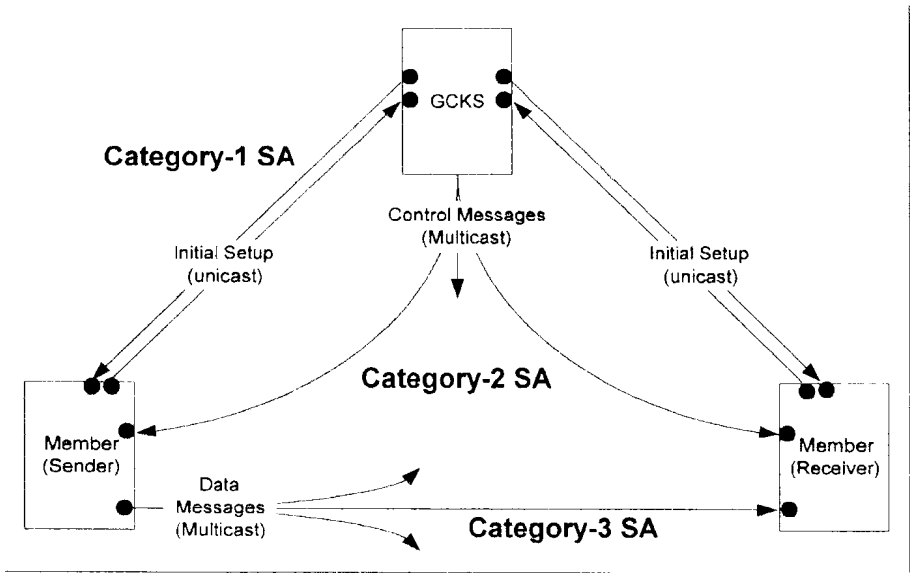 GCKS
Category-1 SA
Control Messages
(Multicast)
Initial Setup
(unicast)
Initial Setup
(unicast)
Category-2 SA
Member
(Sender)
Member
(Receiver)
Data
Messages
(Multicast)
Category-3 SA